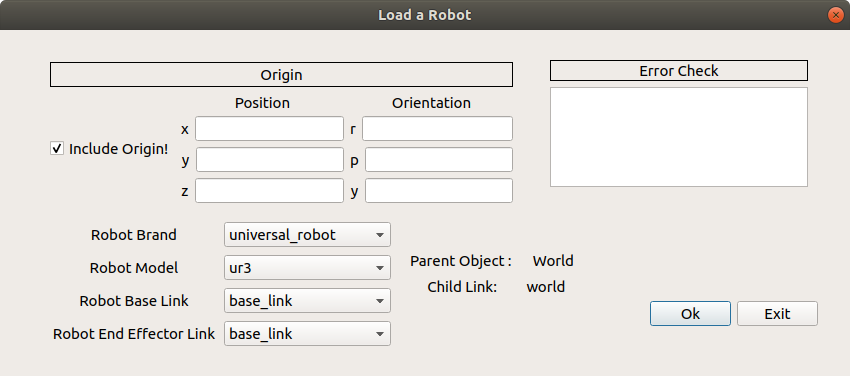 Load a Robot
Origin
Error Check
Position Orientation
x r
Include Origin!
y p
z y
Robot Brand universal_robot
Robot Model ur3
Parent Object : World
Robot Base Link base_link
Child Link: world
Robot End Effector Link base_link
Ok Exit